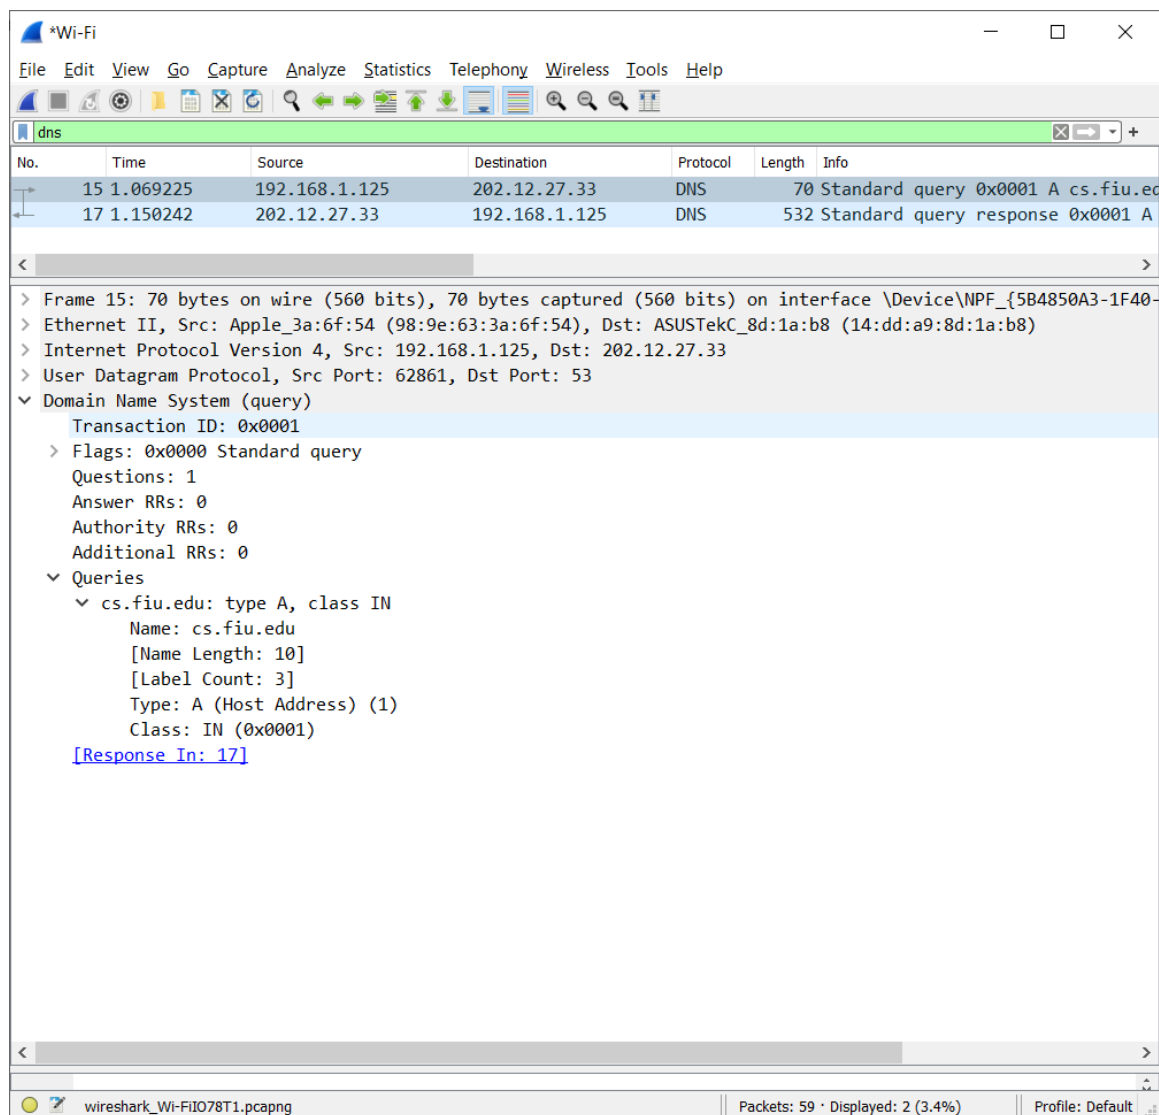 *Wi-Fi
File Edit View Go Capture Analyze Statistics Telephony Wireless Tools Help
dns
No. Time Source Destination Protocol Length Info
15 1.069225 192.168.1.125 202.12.27.33 DNS 70 Standard query 0x0001 A cs.fiu.ed
17 1.150242 202.12.27.33 192.168.1.125 DNS 532 Standard query response 0x0001 A
Frame 15: 70 bytes on wire (560 bits), 70 bytes captured (560 bits) on interface \Device\NPF_{5B4850A3-1F40-
Ethernet II, Src: Apple_3a:6f:54 (98:9e:63:3a:6f:54), Dst: ASUSTekC_8d:1a:b8 (14:dd:a9:8d:1a:b8)
Internet Protocol Version 4, Src: 192.168.1.125, Dst: 202.12.27.33
User Datagram Protocol, Src Port: 62861, Dst Port: 53
Domain Name System (query)
Transaction ID: 0x0001
Flags: 0x0000 Standard query
Questions: 1
Answer RRs: 0
Authority RRs: 0
Additional RRs: 0
Queries
cs.fiu.edu: type A, class IN
Name: cs.fiu.edu
[Name Length: 10]
[Label Count: 3]
Type: A (Host Address) (1)
Class: IN (0x0001)
[Response In: 17]
wireshark_Wi-FiIO78T1.pcapng Packets: 59 · Displayed: 2 (3.4%) Profile: Default